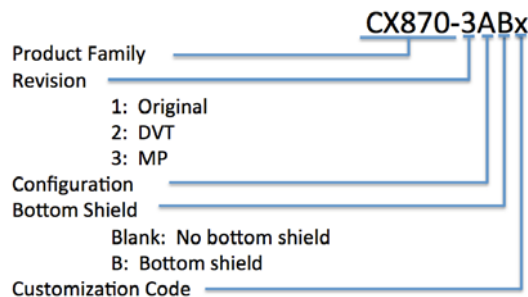 CX870-3ABx
Product Family
Revision
1: Original
2: DVT
3: MP
Configuration
Bottom Shield
Blank: No bottom shield
B: Bottom shield
Customization Code